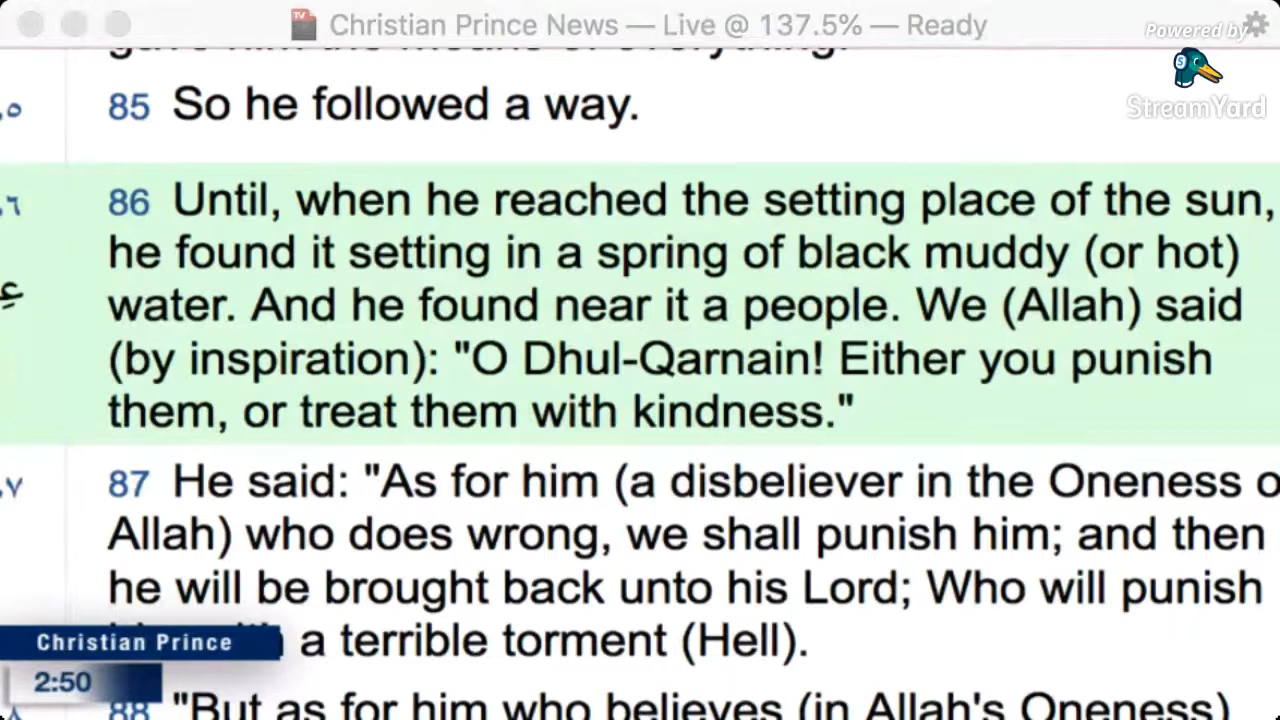 Christian Prince News — Live @ 137.5% — Ready
Powered by
StreamYard
85 So he followed a way.
86 Until, when he reached the setting place of the sun,
he found it setting in a spring of black muddy (or hot)
water. And he found near it a people. We (Allah) said
(by inspiration): "O Dhul-Qarnain! Either you punish
them, or treat them with kindness."
87 He said: "As for him (a disbeliever in the Oneness o
Allah) who does wrong, we shall punish him; and then
he will be brought back unto his Lord; Who will punish
a terrible torment (Hell).
Christian Prince
2:50
88 "But as for him who believes (in Allah's Oneness)